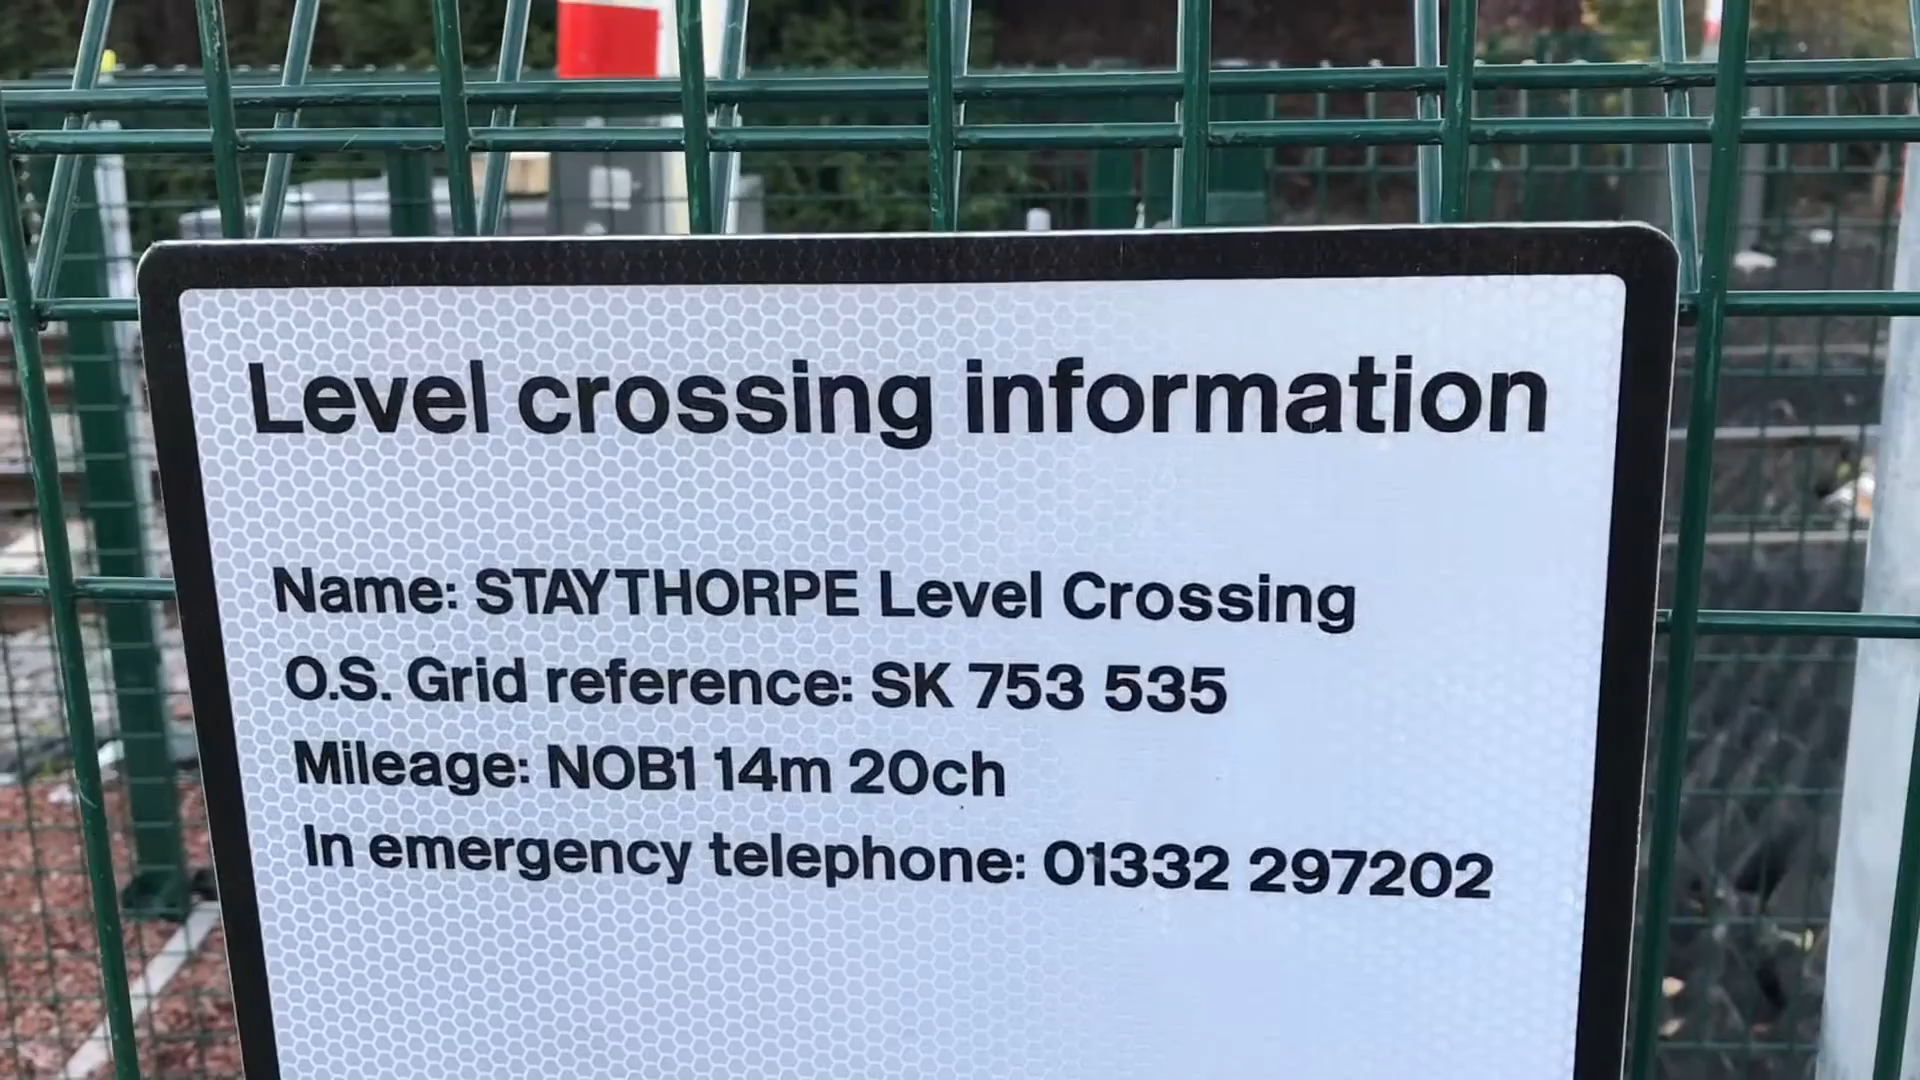 Level crossing information
Name: STAYTHORPE Level Crossing
O.S. Grid reference: SK 753 535
Mileage: NOB1 14m 20ch
In emergency telephone: 01332 297202